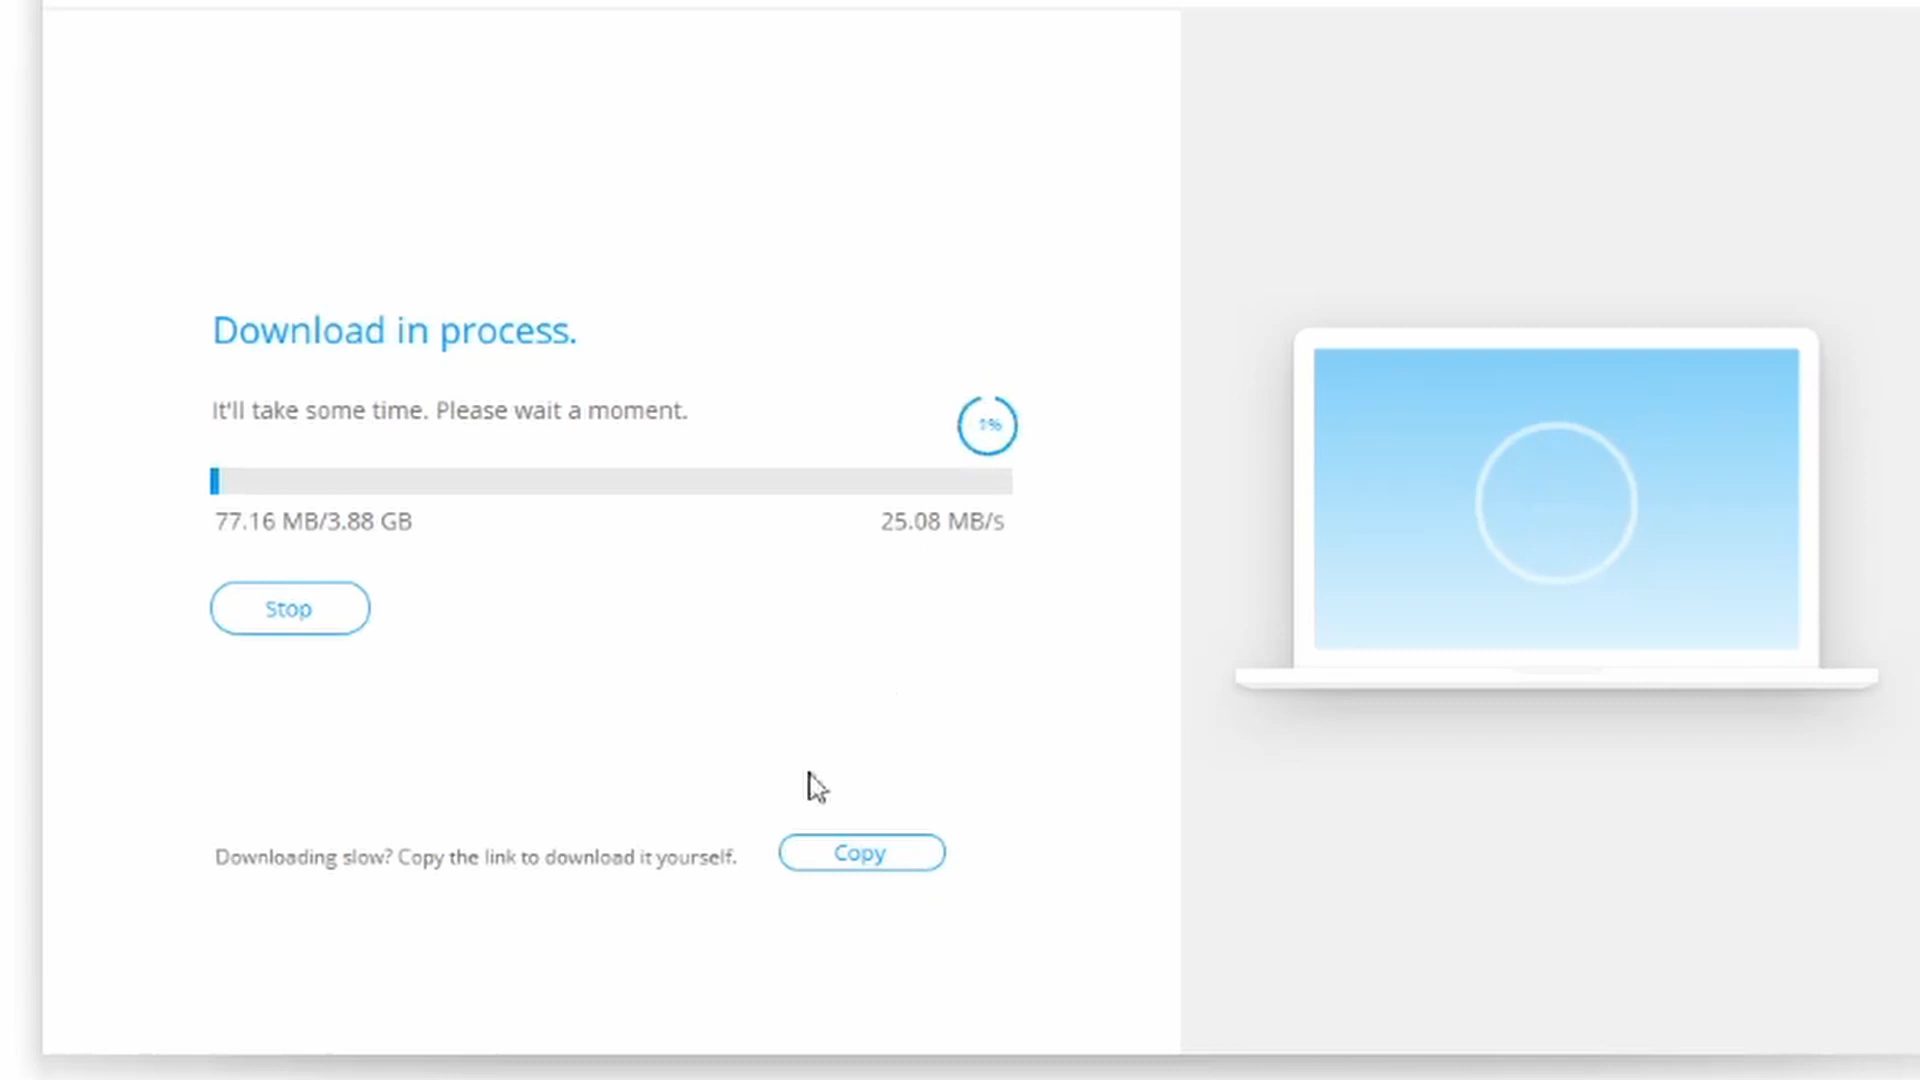 Download in process.
It'll take some time. Please wait a moment.
1%
77.16 MB/3.88 GB
25.08 MB/s
Stop
Downloading slow? Copy the link to download it yourself.
Copy